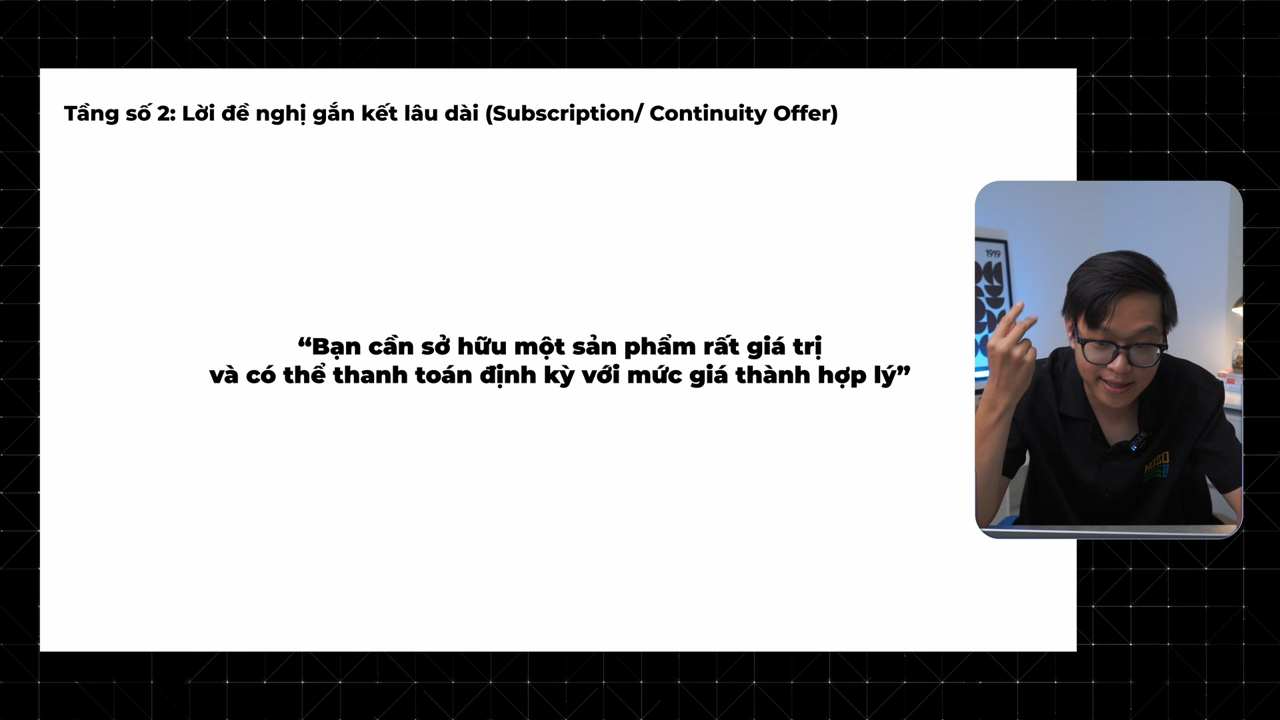 Tầng số 2: Lời đề nghị gắn kết lâu dài (Subscription/ Continuity Offer)
“Bạn cần sở hữu một sản phẩm rất giá trị
và có thể thanh toán định kỳ với mức giá thành hợp lý”
1919